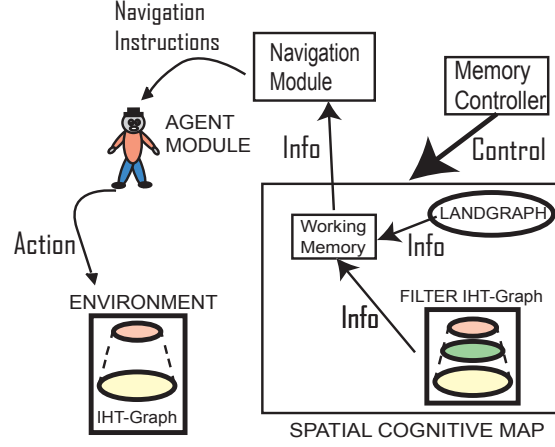 Navigation
Instructions
Navigation
Module
Memory
Controller
AGENT
MODULE
Info
Control
Action
Working
Memory
LANDGRAPH
Info
ENVIRONMENT
FILTER IHT-Graph
Info
IHT-Graph
SPATIAL COGNITIVE MAP